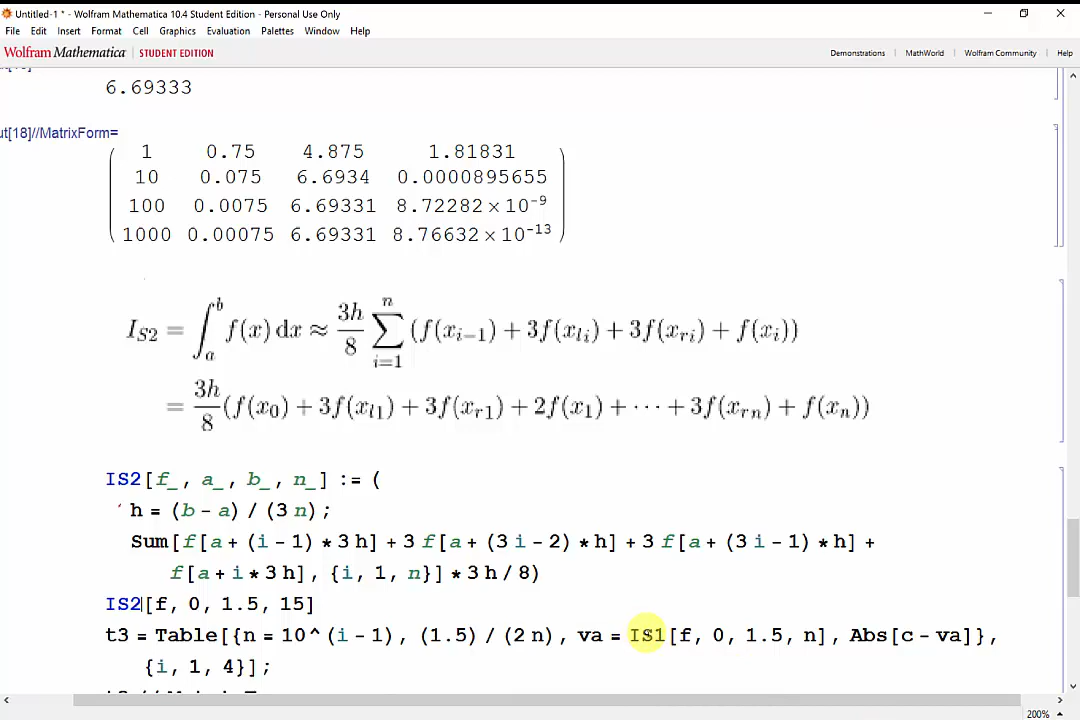 Untitled-1 * - Wolfram Mathematica 10.4 Student Edition - Personal Use Only
File Edit Insert Format Cell Graphics Evaluation Palettes Window Help
Wolfram Mathematica | STUDENT EDITION Demonstrations MathWorld Wolfram Community Help
6.69333
ut[18]//MatrixForm=
1 0.75 4.875 1.81831
10 0.075 6.6934 0.0000895655
100 0.0075 6.69331 8.72282×10^-9
1000 0.00075 6.69331 8.76632×10^-13
I_{S2} = ∫_a^b f(x) dx ≈ 3h/8 ∑_{i=1}^n (f(x_{i−1}) + 3f(x_{li}) + 3f(x_{ri}) + f(x_i))
= 3h/8 (f(x_0) + 3f(x_{l1}) + 3f(x_{r1}) + 2f(x_1) + ··· + 3f(x_{rn}) + f(x_n))
IS2[f_, a_, b_, n_] := (
h = (b - a) / (3 n);
Sum[f[a + (i - 1) * 3 h] + 3 f[a + (3 i - 2) * h] + 3 f[a + (3 i - 1) * h] +
f[a + i * 3 h], {i, 1, n}] * 3 h / 8)
IS2[f, 0, 1.5, 15]
t3 = Table[{n = 10^ (i - 1), (1.5) / (2 n), va = IS1[f, 0, 1.5, n], Abs[c - va]},
{i, 1, 4}];
200%